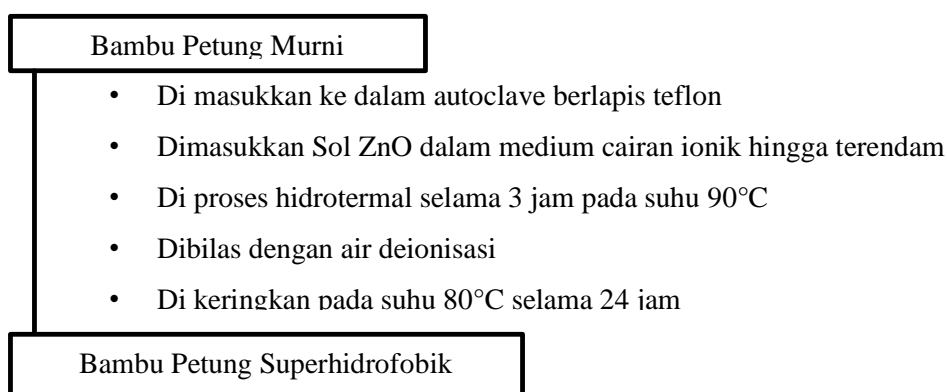 Bambu Petung Murni
• Di masukkan ke dalam autoclave berlapis teflon
• Dimasukkan Sol ZnO dalam medium cairan ionik hingga terendam
• Di proses hidrotermal selama 3 jam pada suhu 90°C
• Dibilas dengan air deionisasi
• Di keringkan pada suhu 80°C selama 24 jam
Bambu Petung Superhidrofobik